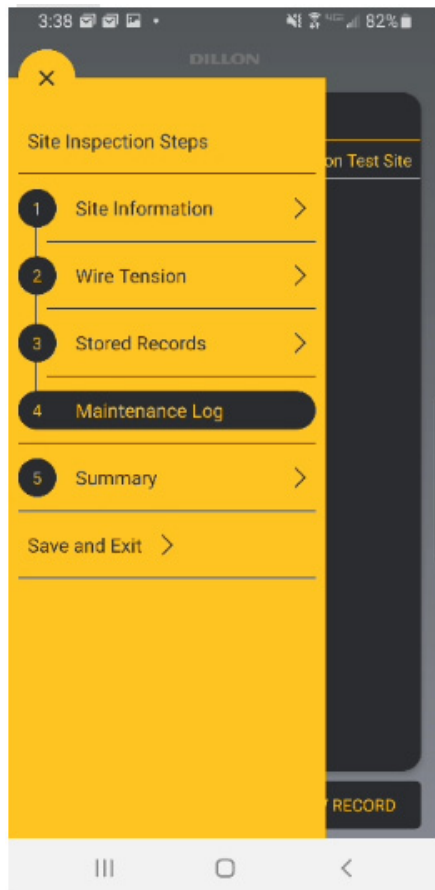 3:38 82%
DILLON
Site Inspection Steps
on Test Site
1 Site Information
2 Wire Tension
3 Stored Records
4 Maintenance Log
5 Summary
Save and Exit
RECORD